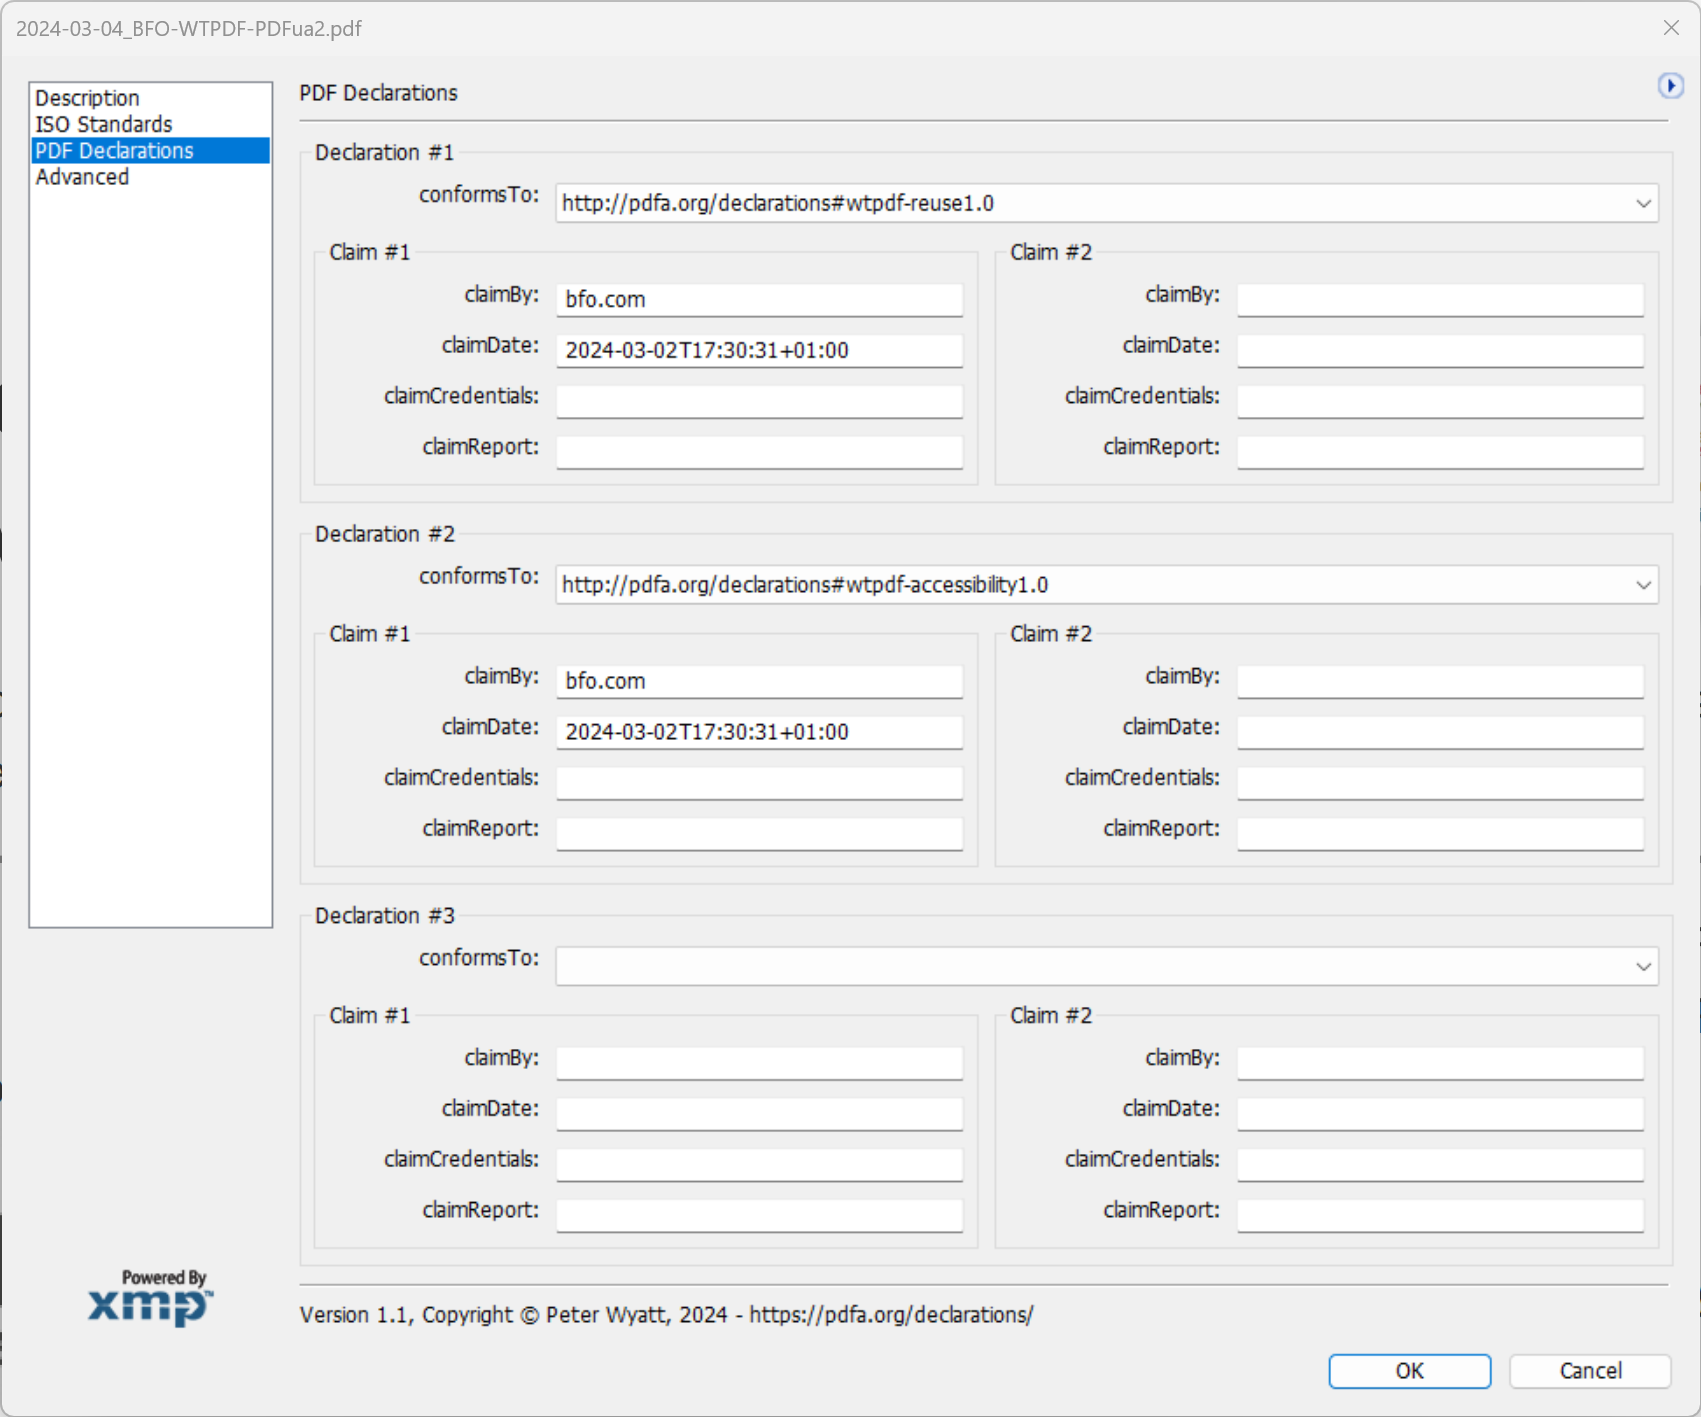 2024-03-04_BFO-WTPDF-PDFua2.pdf
Description
ISO Standards
PDF Declarations
Advanced
PDF Declarations
Declaration #1
conformsTo: http://pdfa.org/declarations#wtpdf-reuse1.0
Claim #1
claimBy: bfo.com
claimDate: 2024-03-02T17:30:31+01:00
claimCredentials:
claimReport:
Claim #2
claimBy:
claimDate:
claimCredentials:
claimReport:
Declaration #2
conformsTo: http://pdfa.org/declarations#wtpdf-accessibility1.0
Claim #1
claimBy: bfo.com
claimDate: 2024-03-02T17:30:31+01:00
claimCredentials:
claimReport:
Claim #2
claimBy:
claimDate:
claimCredentials:
claimReport:
Declaration #3
conformsTo:
Claim #1
claimBy:
claimDate:
claimCredentials:
claimReport:
Claim #2
claimBy:
claimDate:
claimCredentials:
claimReport:
Powered By
xmp™
Version 1.1, Copyright © Peter Wyatt, 2024 - https://pdfa.org/declarations/
OK
Cancel